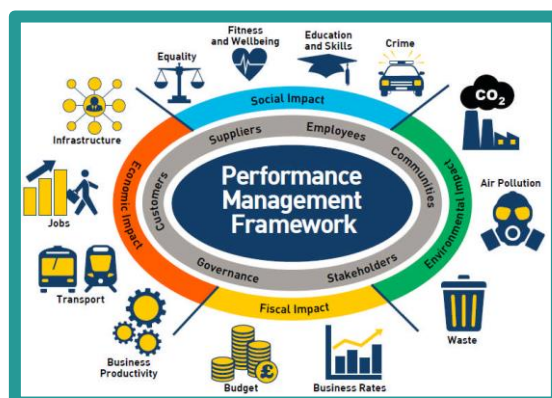 Fitness
and Wellbeing
Education
and Skills
Crime
Equality
Social Impact
CO2
Infrastructure
Suppliers
Employees
Communities
Customers
Economic Impact
Environmental Impact
Performance
Management
Framework
Air Pollution
Jobs
Governance
Stakeholders
Transport
Fiscal Impact
Waste
Business
Productivity
£
Budget
Business Rates